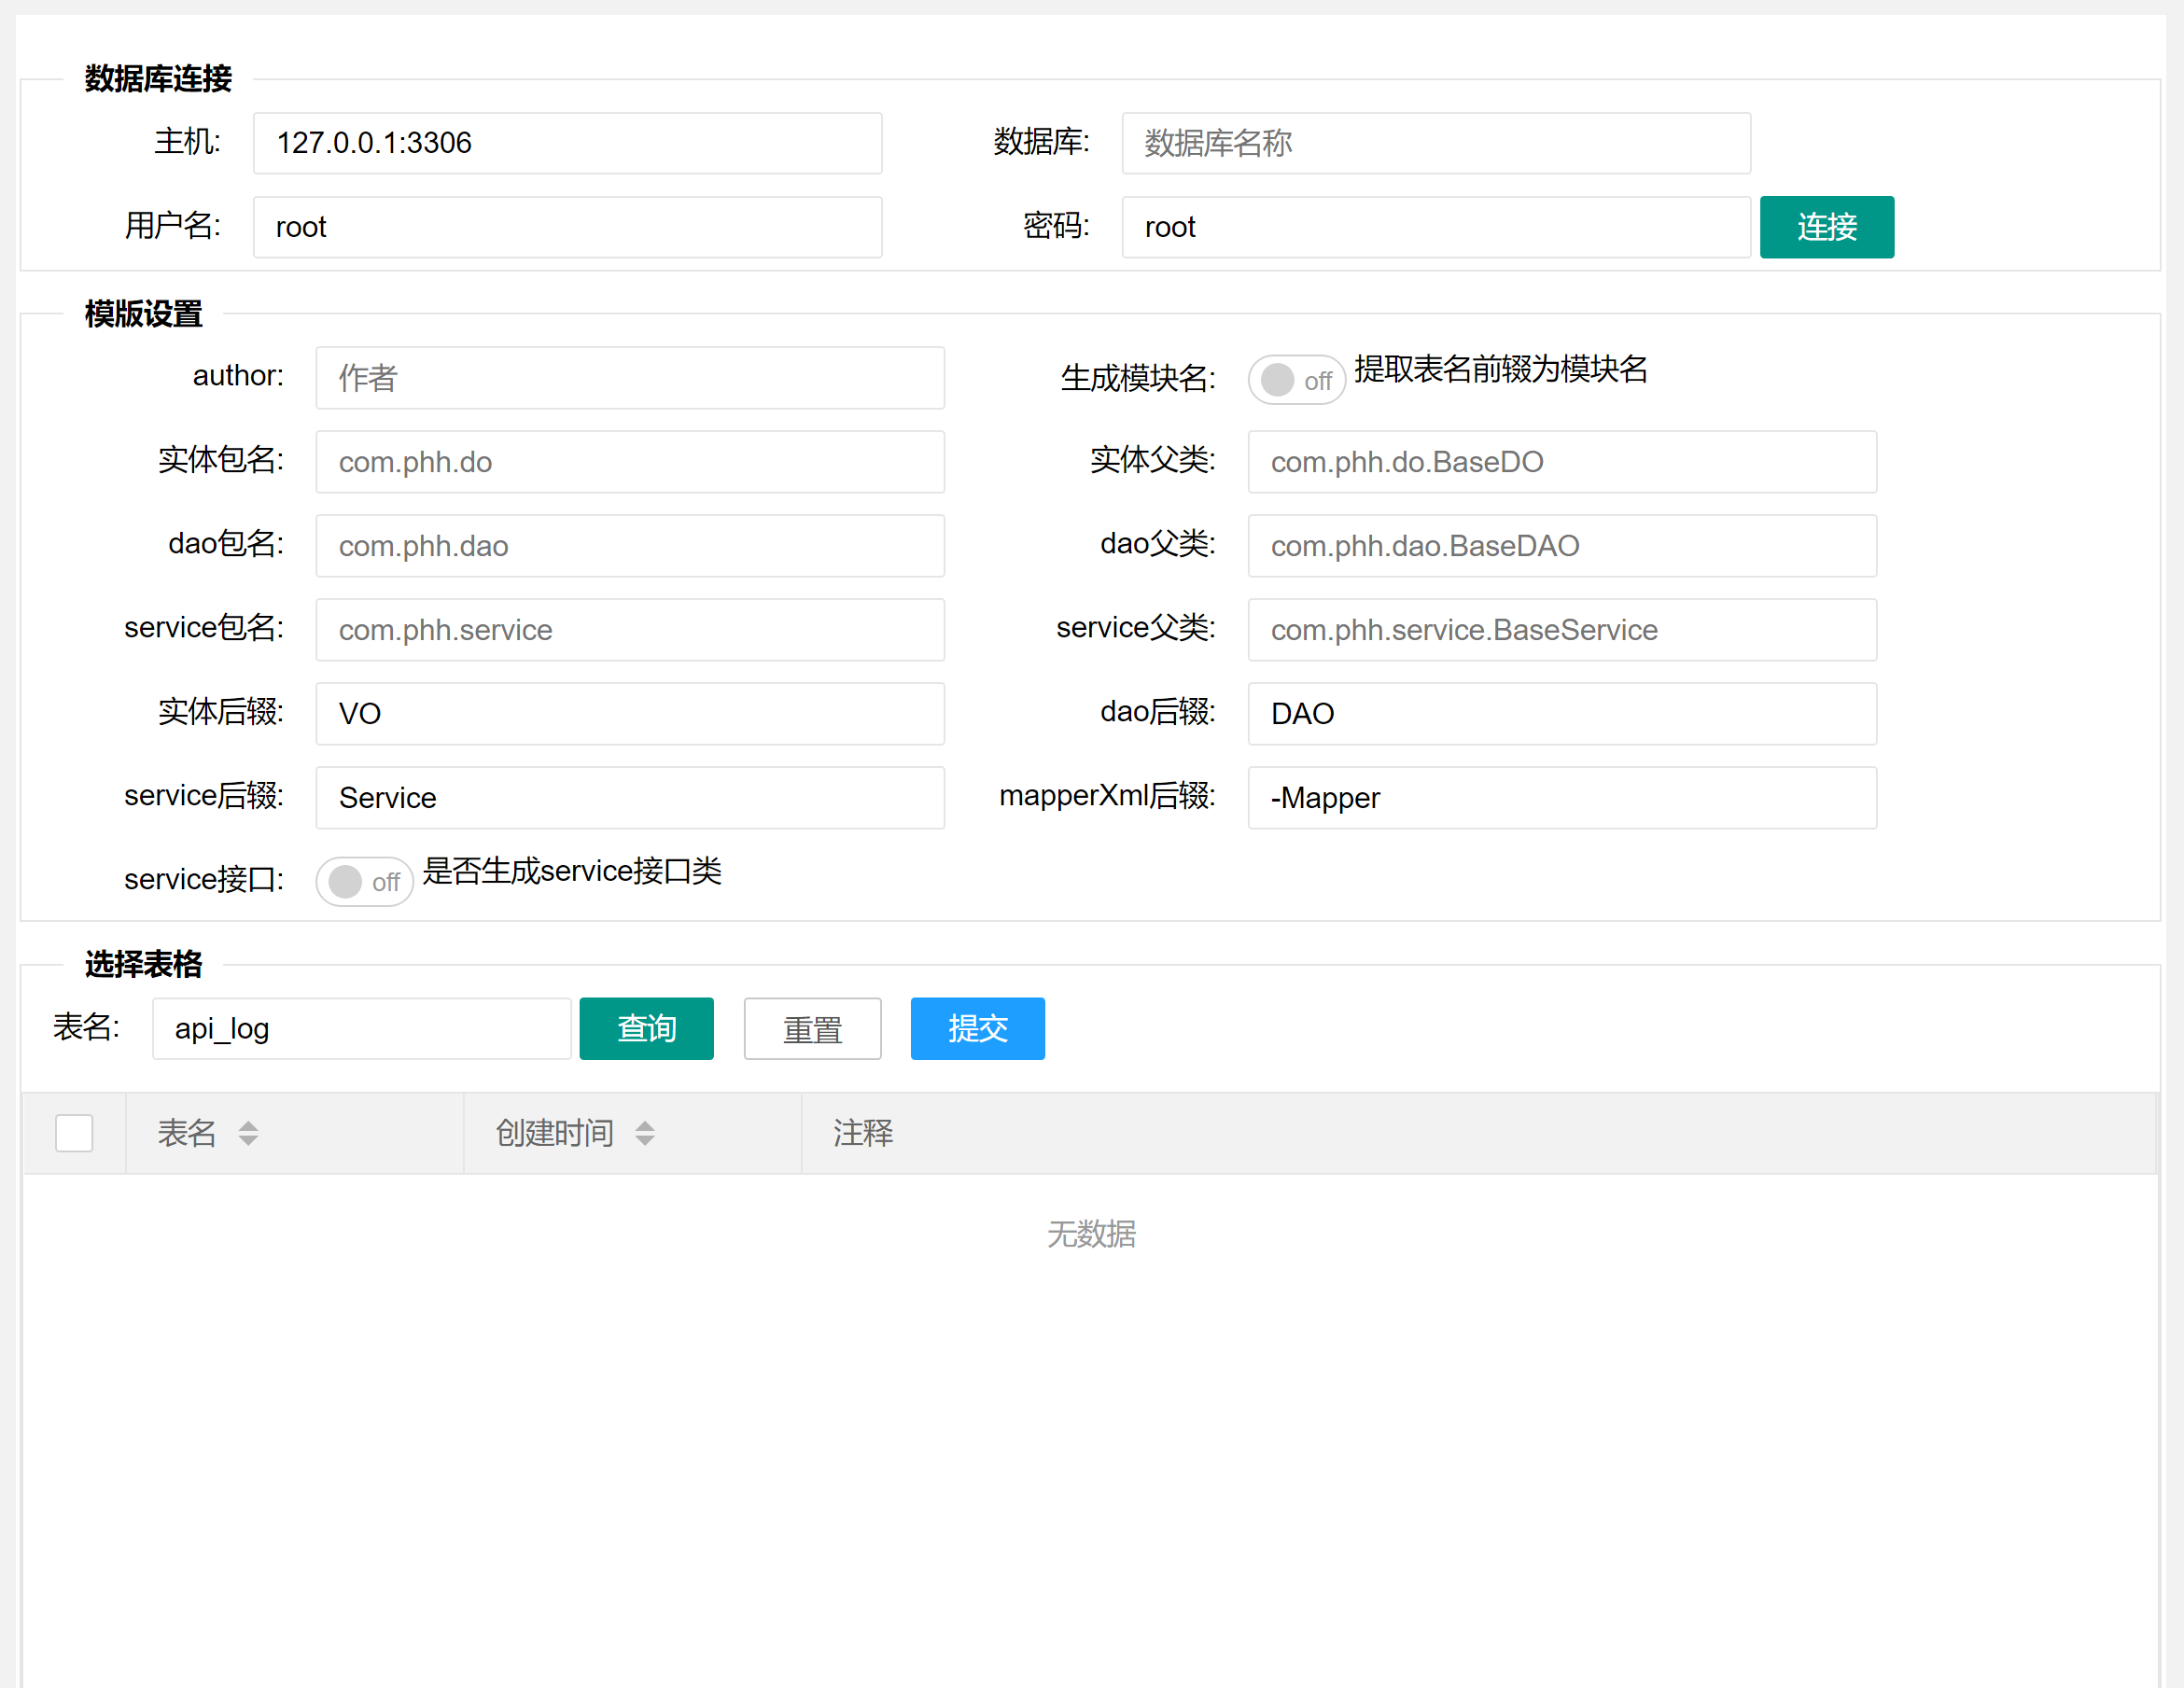 数据库连接
主机: 127.0.0.1:3306 数据库: 数据库名称
用户名: root 密码: root 连接
模版设置
author: 作者 生成模块名: off 提取表名前辍为模块名
实体包名: com.phh.do 实体父类: com.phh.do.BaseDO
dao包名: com.phh.dao dao父类: com.phh.dao.BaseDAO
service包名: com.phh.service service父类: com.phh.service.BaseService
实体后辍: VO dao后辍: DAO
service后辍: Service mapperXml后辍: -Mapper
service接口: off 是否生成service接口类
选择表格
表名: api_log 查询 重置 提交
表名 创建时间 注释
无数据